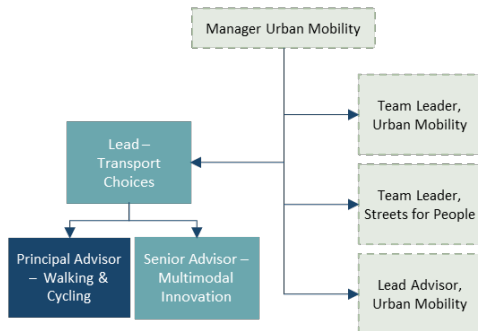 Manager Urban Mobility
Team Leader,
Urban Mobility
Lead –
Transport
Choices
Team Leader,
Streets for People
Principal Advisor
– Walking &
Cycling
Senior Advisor –
Multimodal
Innovation
Lead Advisor,
Urban Mobility